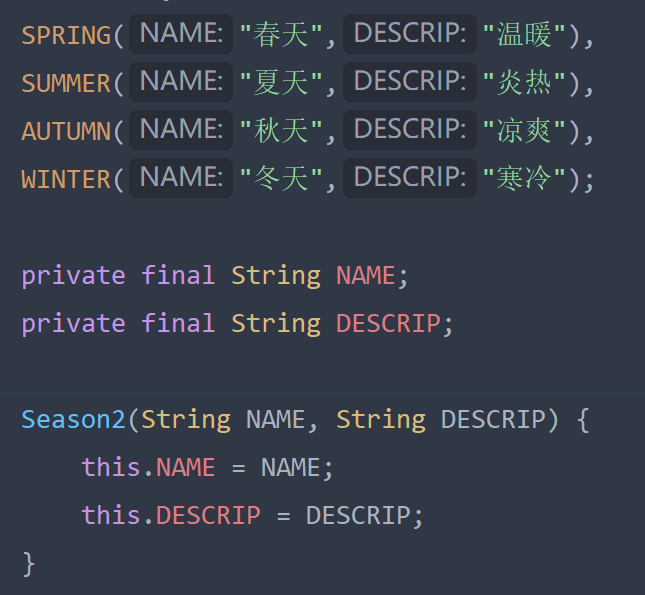 SPRING( NAME: "春天", DESCRIP: "温暖"),
SUMMER( NAME: "夏天", DESCRIP: "炎热"),
AUTUMN( NAME: "秋天", DESCRIP: "凉爽"),
WINTER( NAME: "冬天", DESCRIP: "寒冷");
private final String NAME;
private final String DESCRIP;
Season2(String NAME, String DESCRIP) {
    this.NAME = NAME;
    this.DESCRIP = DESCRIP;
}